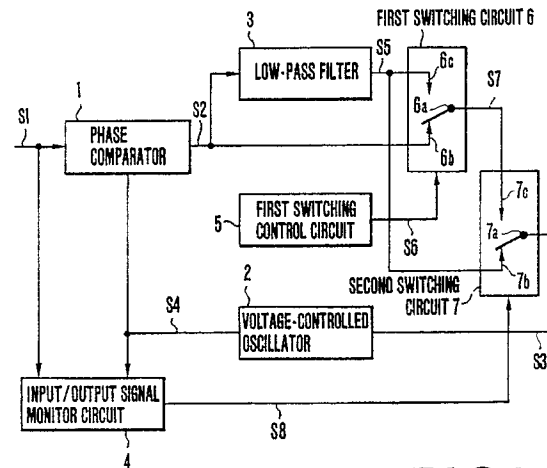 FIRST SWITCHING CIRCUIT 6
3
S5
LOW-PASS FILTER
6c
S7
1
S1
S2
6a
PHASE
COMPARATOR
6b
7c
5
FIRST SWITCHING
CONTROL CIRCUIT
S6
7a
2
7b
SECOND SWITCHING
CIRCUIT 7
S4
VOLTAGE-CONTROLLED
OSCILLATOR
S3
INPUT/OUTPUT SIGNAL
MONITOR CIRCUIT
S8
4